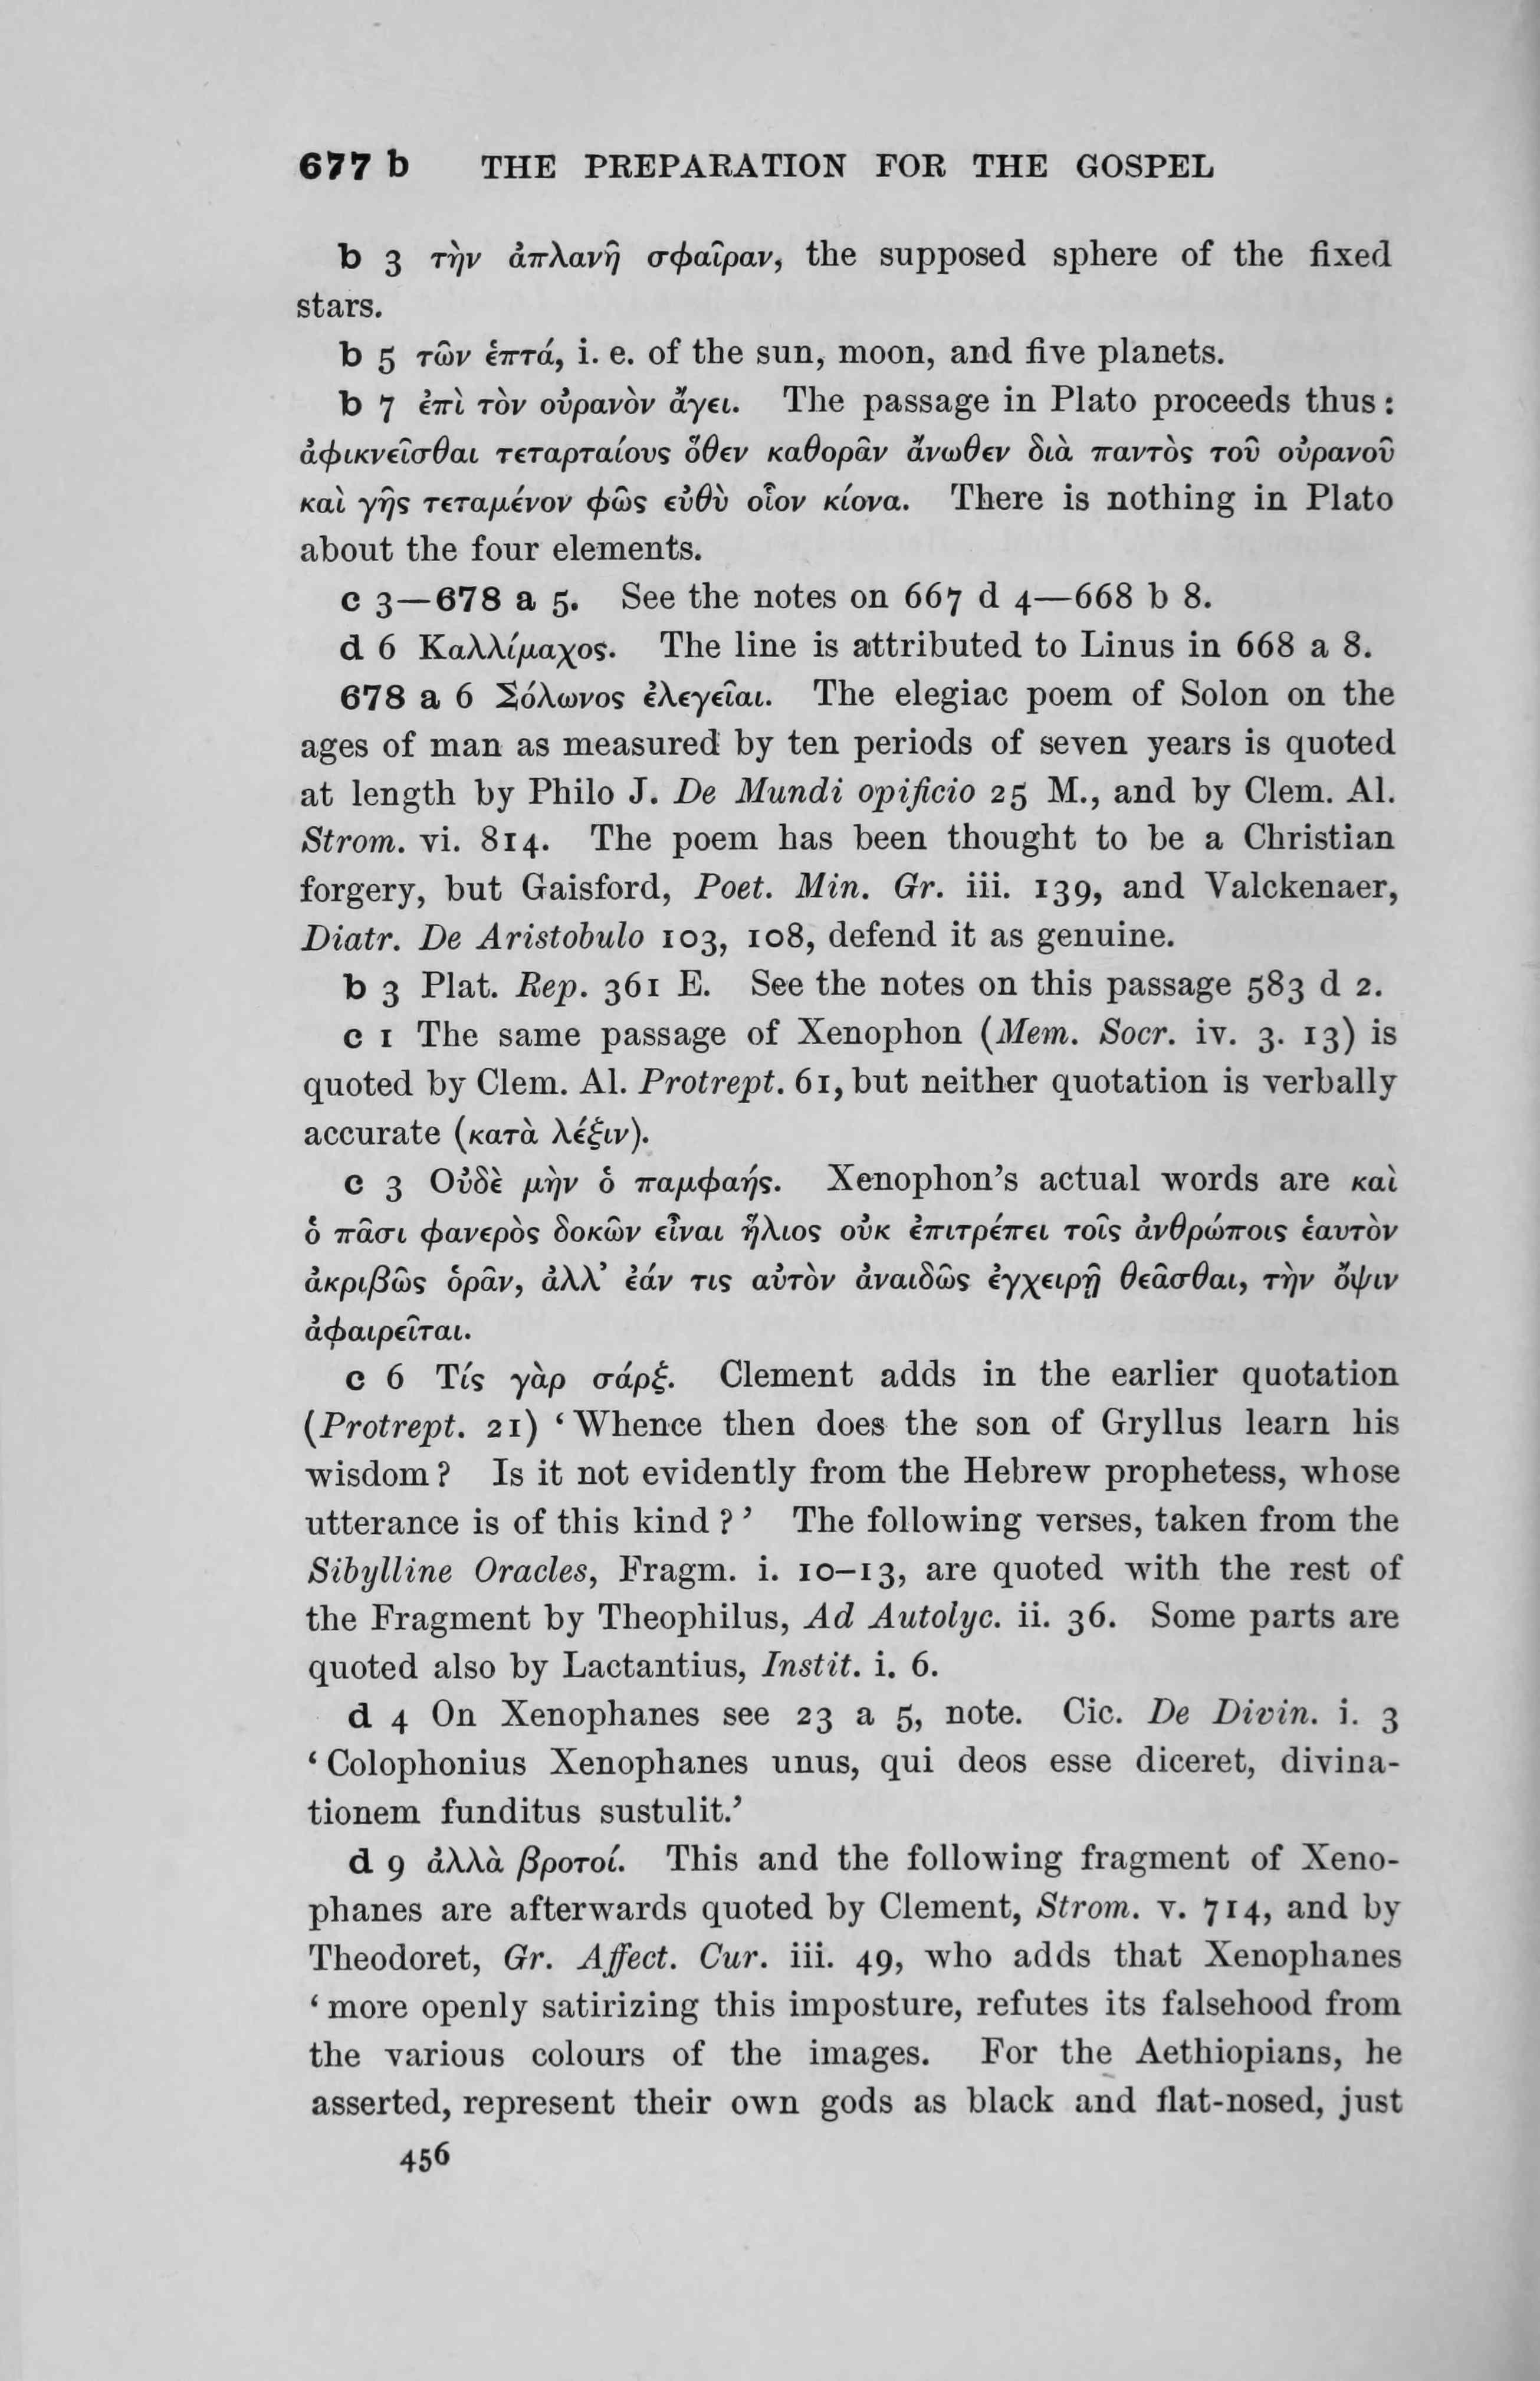 677 b THE PREPARATION FOR THE GOSPEL
b 3 τὴν ἀπλανῆ σφαῖραν, the supposed sphere of the fixed
stars.
b 5 τῶν ἑπτά, i. e. of the sun, moon, and five planets.
b 7 ἐπὶ τὸν οὐρανὸν ἄγει. The passage in Plato proceeds thus :
ἀφικνεῖσθαι τεταρταίους ὅθεν καθορᾶν ἄνωθεν διὰ παντὸς τοῦ οὐρανοῦ
καὶ γῆς τεταμένον φῶς εὐθὺ οἷον κίονα. There is nothing in Plato
about the four elements.
c 3—678 a 5. See the notes on 667 d 4—668 b 8.
d 6 Καλλίμαχος. The line is attributed to Linus in 668 a 8.
678 a 6 Σόλωνος ἐλεγεῖαι. The elegiac poem of Solon on the
ages of man as measured by ten periods of seven years is quoted
at length by Philo J. De Mundi opificio 25 M., and by Clem. Al.
Strom. vi. 814. The poem has been thought to be a Christian
forgery, but Gaisford, Poet. Min. Gr. iii. 139, and Valckenaer,
Diatr. De Aristobulo 103, 108, defend it as genuine.
b 3 Plat. Rep. 361 E. See the notes on this passage 583 d 2.
c 1 The same passage of Xenophon (Mem. Socr. iv. 3. 13) is
quoted by Clem. Al. Protrept. 61, but neither quotation is verbally
accurate (κατὰ λέξιν).
c 3 Οὐδὲ μὴν ὁ παμφαής. Xenophon's actual words are καὶ
ὁ πᾶσι φανερὸς δοκῶν εἶναι ἥλιος οὐκ ἐπιτρέπει τοῖς ἀνθρώποις ἑαυτὸν
ἀκριβῶς ὁρᾶν, ἀλλ' ἐάν τις αὐτὸν ἀναιδῶς ἐγχειρῇ θεᾶσθαι, τὴν ὄψιν
ἀφαιρεῖται.
c 6 Τίς γὰρ σάρξ. Clement adds in the earlier quotation
(Protrept. 21) ‘Whence then does the son of Gryllus learn his
wisdom ? Is it not evidently from the Hebrew prophetess, whose
utterance is of this kind ?’ The following verses, taken from the
Sibylline Oracles, Fragm. i. 10–13, are quoted with the rest of
the Fragment by Theophilus, Ad Autolyc. ii. 36. Some parts are
quoted also by Lactantius, Instit. i. 6.
d 4 On Xenophanes see 23 a 5, note. Cic. De Divin. i. 3
‘Colophonius Xenophanes unus, qui deos esse diceret, divina-
tionem funditus sustulit.’
d 9 ἀλλὰ βροτοί. This and the following fragment of Xeno-
phanes are afterwards quoted by Clement, Strom. v. 714, and by
Theodoret, Gr. Affect. Cur. iii. 49, who adds that Xenophanes
‘more openly satirizing this imposture, refutes its falsehood from
the various colours of the images. For the Aethiopians, he
asserted, represent their own gods as black and flat-nosed, just
456